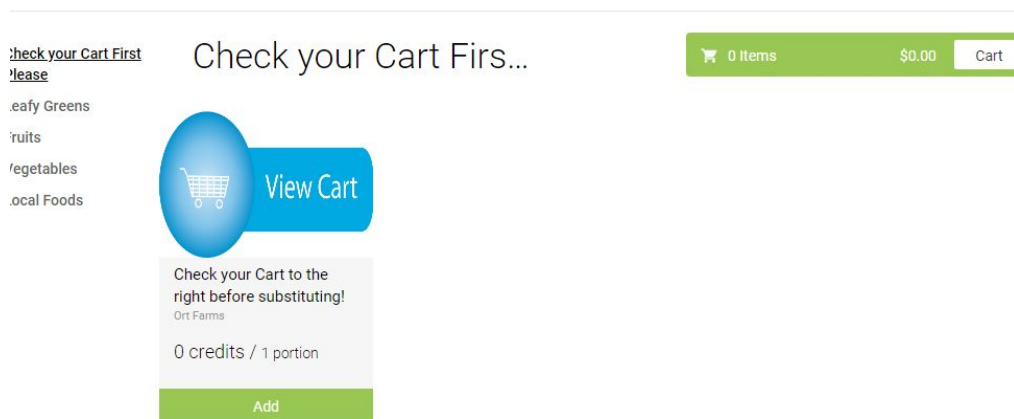 Check your Cart First
Please
Leafy Greens
Fruits
Vegetables
Local Foods
Check your Cart Firs...
0 Items $0.00 Cart
View Cart
Check your Cart to the
right before substituting!
Ort Farms
0 credits / 1 portion
Add